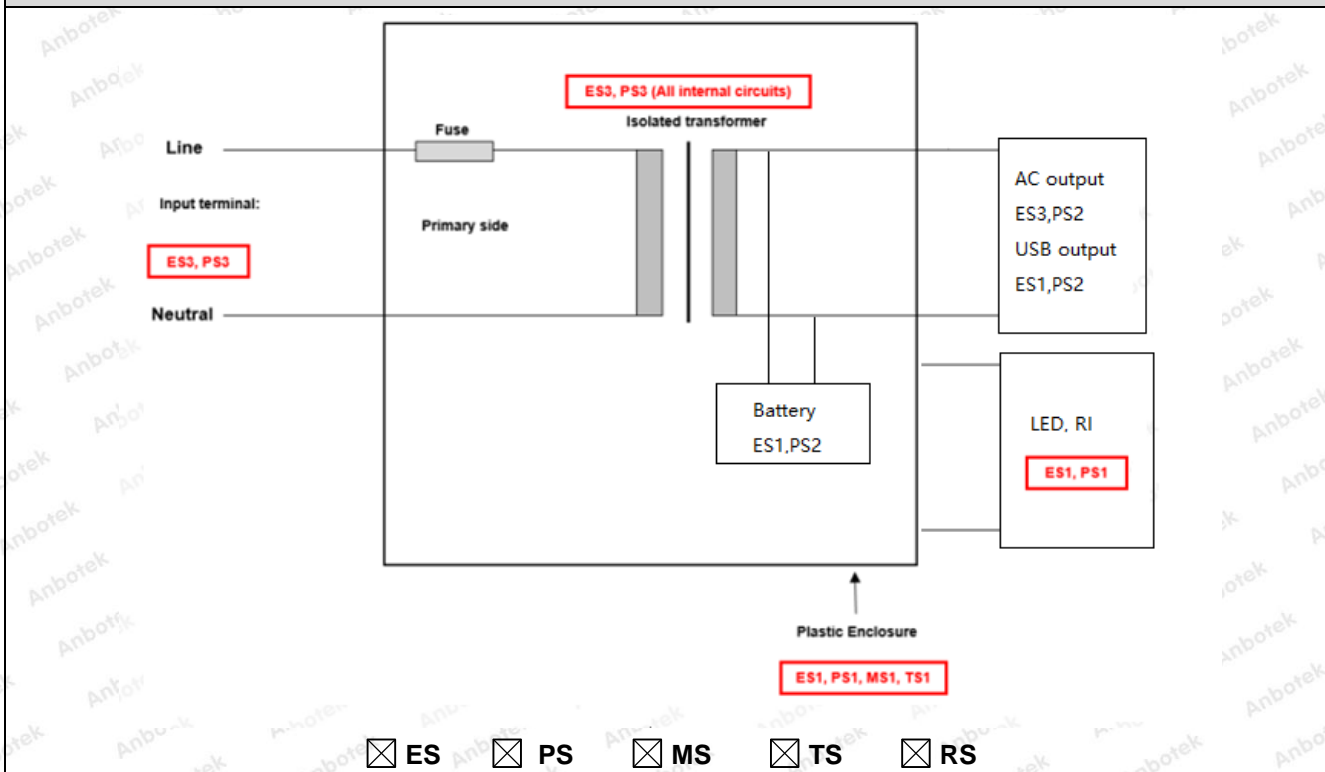 ES3, PS3 (All internal circuits)
Isolated transformer
Fuse
Line
Input terminal:
Primary side
ES3, PS3
Neutral
AC output
ES3,PS2
USB output
ES1,PS2
Battery
ES1,PS2
LED, RI
ES1, PS1
Plastic Enclosure
ES1, PS1, MS1, TS1
☒ ES ☒ PS ☒ MS ☒ TS ☒ RS
Anbotek